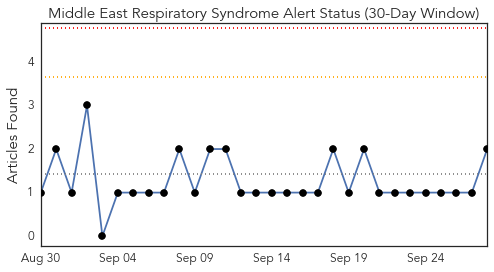 Middle East Respiratory Syndrome Alert Status (30-Day Window)
Articles Found
4
3
2
1
0
Aug 30 Sep 04 Sep 09 Sep 14 Sep 19 Sep 24